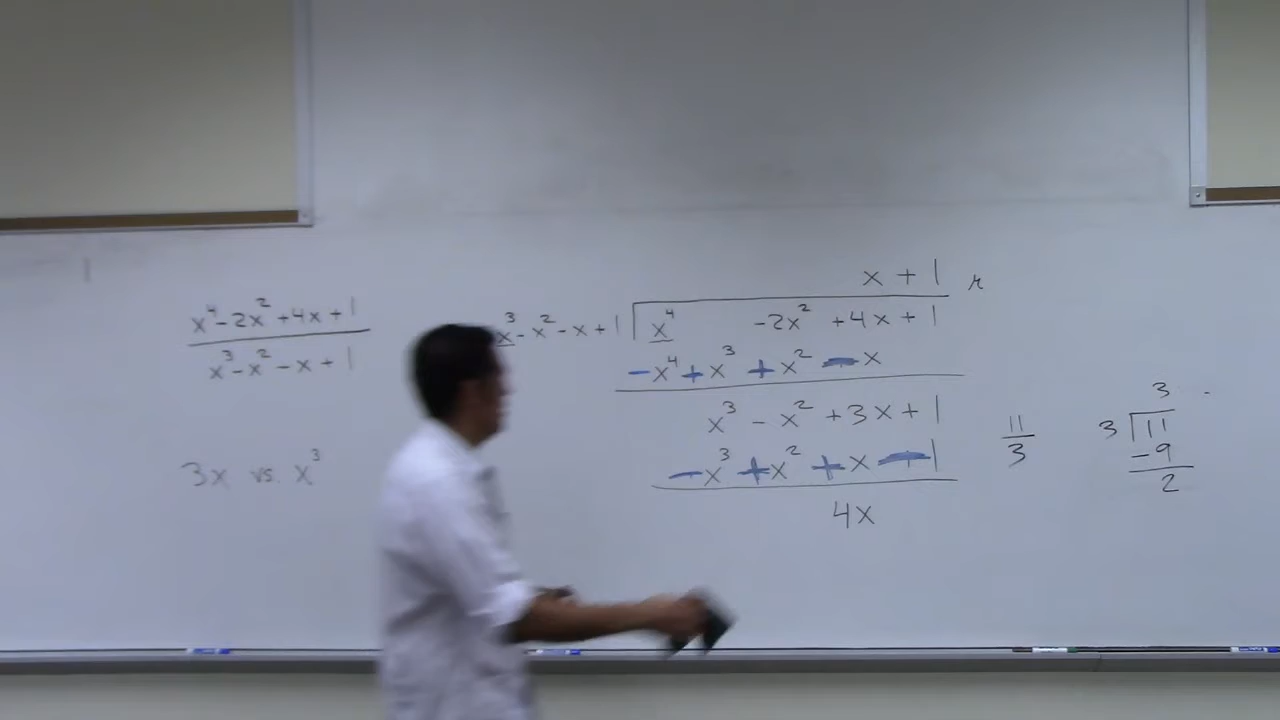 x⁴-2x²+4x+1
x³-x²-x+1
3x vs. x³
x + 1 r
x³-x²-x+1 x⁴ -2x² +4x + 1
-x⁴+x³+x²-x
x³ - x² + 3x + 1
-x³+x²+x-1
4x
11
3
3
3 11
-9
2